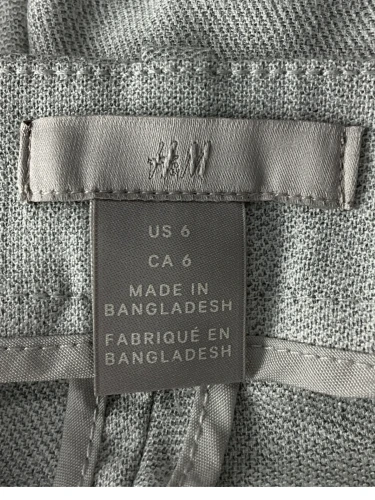 H&M
US 6
CA 6
MADE IN
BANGLADESH
FABRIQUÉ EN
BANGLADESH